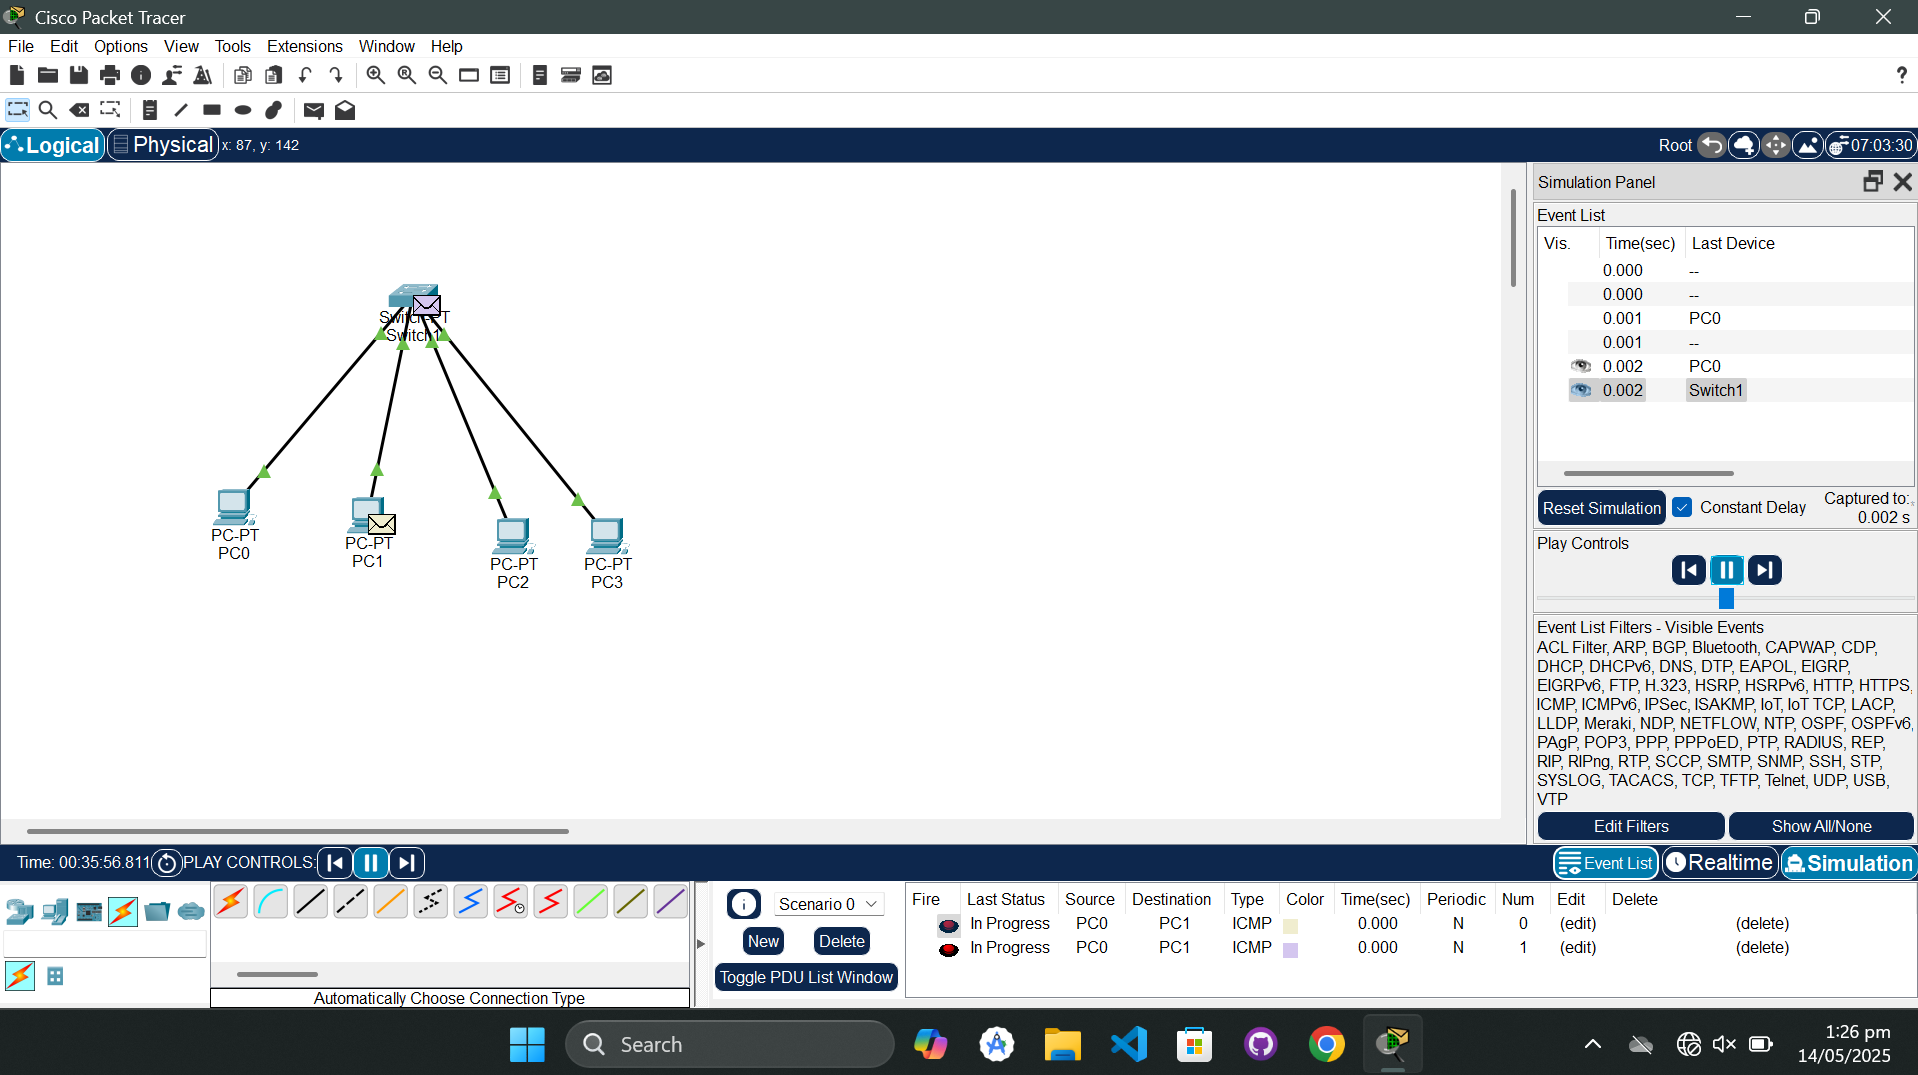 Cisco Packet Tracer
File Edit Options View Tools Extensions Window Help
?
Logical Physical x: 87, y: 142 Root 07:03:30
Switch-PT
Switch1
PC-PT
PC0
PC-PT
PC1
PC-PT
PC2
PC-PT
PC3
Simulation Panel
Event List
Vis. Time(sec) Last Device
0.000 --
0.000 --
0.001 PC0
0.001 --
0.002 PC0
0.002 Switch1
Reset Simulation Constant Delay Captured to:
0.002 s
Play Controls
Event List Filters - Visible Events
ACL Filter, ARP, BGP, Bluetooth, CAPWAP, CDP,
DHCP, DHCPv6, DNS, DTP, EAPOL, EIGRP,
EIGRPv6, FTP, H.323, HSRP, HSRPv6, HTTP, HTTPS,
ICMP, ICMPv6, IPSec, ISAKMP, IoT, IoT TCP, LACP,
LLDP, Meraki, NDP, NETFLOW, NTP, OSPF, OSPFv6,
PAgP, POP3, PPP, PPPoED, PTP, RADIUS, REP,
RIP, RIPng, RTP, SCCP, SMTP, SNMP, SSH, STP,
SYSLOG, TACACS, TCP, TFTP, Telnet, UDP, USB,
VTP
Edit Filters Show All/None
Time: 00:35:56.811 PLAY CONTROLS: Event List Realtime Simulation
Automatically Choose Connection Type
Scenario 0
New Delete
Toggle PDU List Window
Fire Last Status Source Destination Type Color Time(sec) Periodic Num Edit Delete
In Progress PC0 PC1 ICMP 0.000 N 0 (edit) (delete)
In Progress PC0 PC1 ICMP 0.000 N 1 (edit) (delete)
Search
1:26 pm
14/05/2025